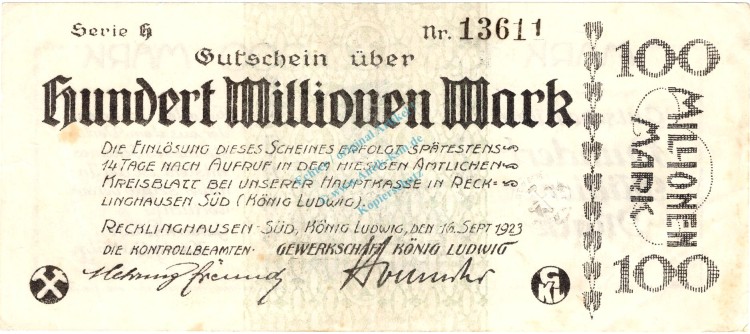 Serie H
Nr. 13611
Gutschein über
Hundert Millionen Mark
DIE EINLÖSUNG DIESES SCHEINES ERFOLGT SPÄTESTENS
14 TAGE NACH AUFRUF IN DEM HIESIGEN AMTLICHEN
KREISBLATT BEI UNSERER HAUPTKASSE IN RECK-
LINGHAUSEN SÜD (KÖNIG LUDWIG).
RECKLINGHAUSEN-SÜD, KÖNIG LUDWIG, DEN 16. SEPT 1923
DIE KONTROLLBEAMTEN. GEWERKSCHAFT KÖNIG LUDWIG
100
MILLIONEN
MARK
100
GKL